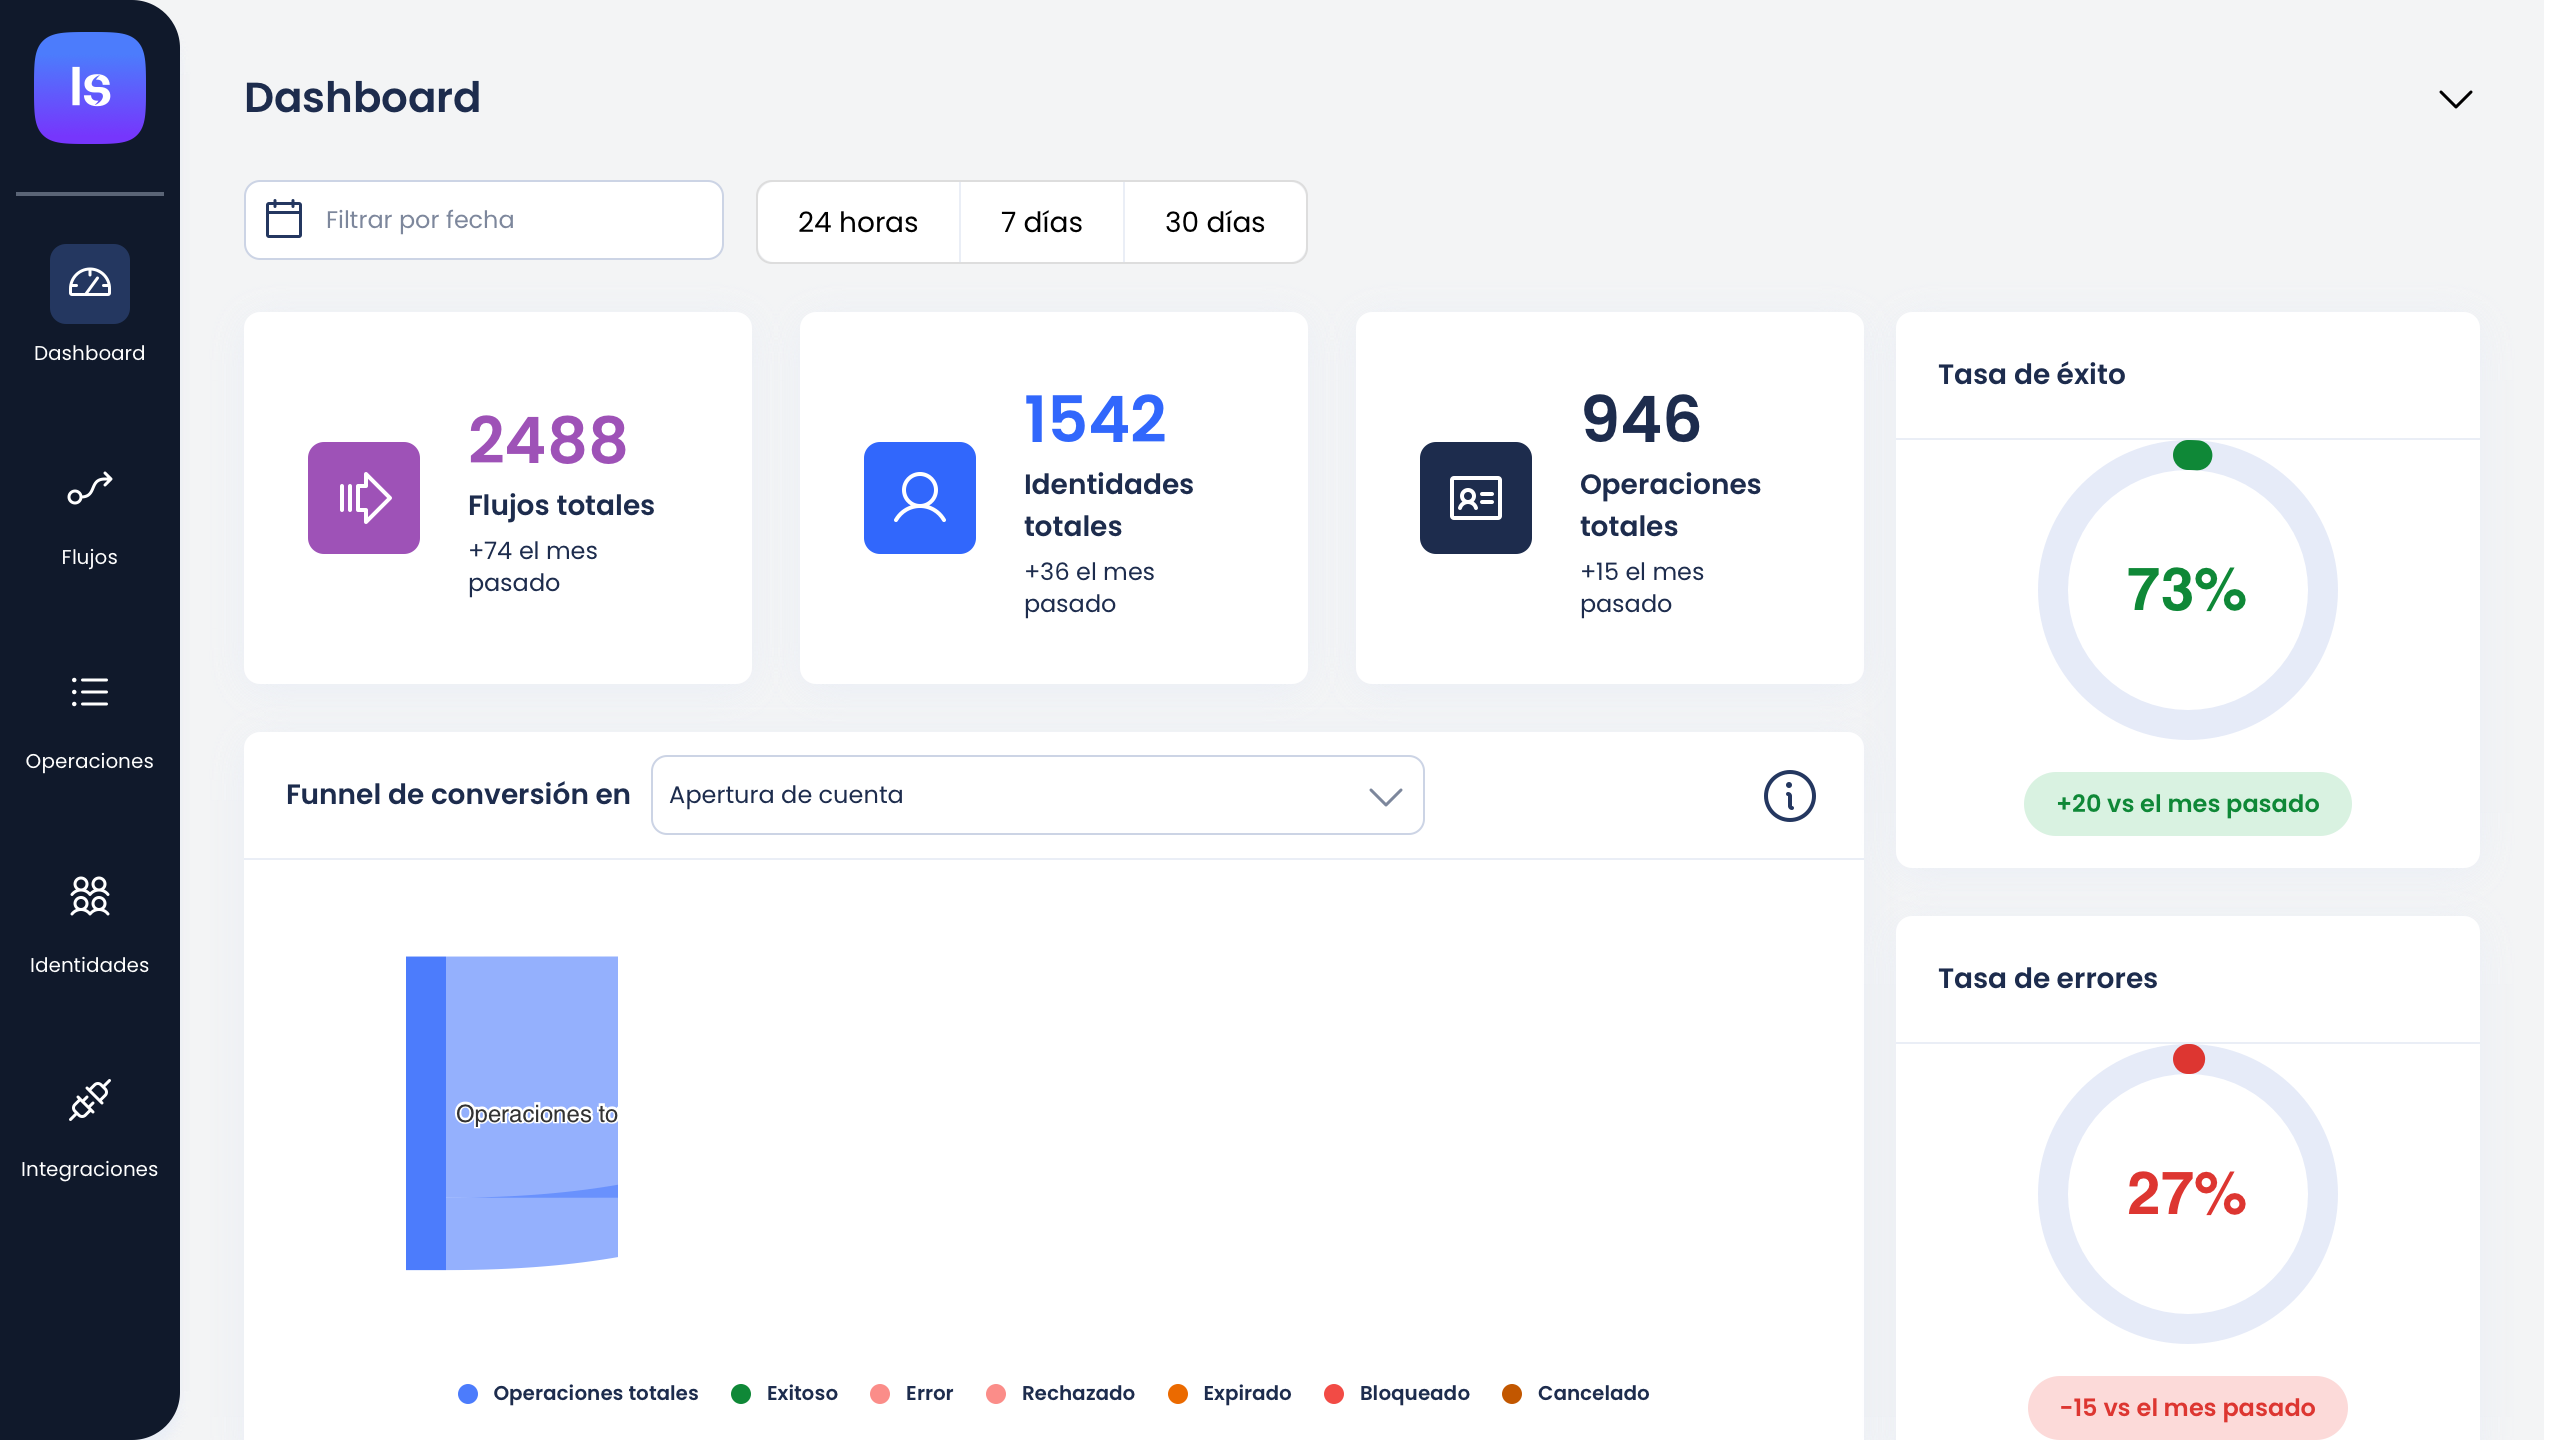 Is
Dashboard
Flujos
Operaciones
Identidades
Integraciones
Dashboard
Filtrar por fecha
24 horas
7 días
30 días
2488
Flujos totales
+74 el mes
pasado
1542
Identidades
totales
+36 el mes
pasado
946
Operaciones
totales
+15 el mes
pasado
Tasa de éxito
73%
+20 vs el mes pasado
Funnel de conversión en
Apertura de cuenta
Operaciones to
Operaciones totales
Exitoso
Error
Rechazado
Expirado
Bloqueado
Cancelado
Tasa de errores
27%
-15 vs el mes pasado